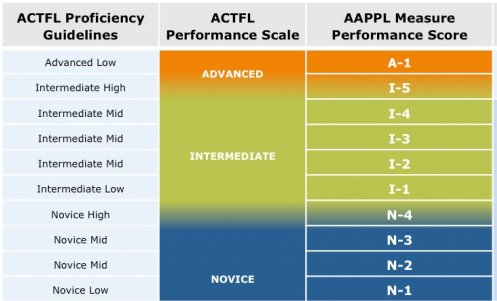 ACTFL Proficiency Guidelines
ACTFL Performance Scale
AAPPL Measure Performance Score
Advanced Low
ADVANCED
A-1
Intermediate High
I-5
Intermediate Mid
I-4
Intermediate Mid
I-3
Intermediate Mid
INTERMEDIATE
I-2
Intermediate Low
I-1
Novice High
N-4
Novice Mid
N-3
Novice Mid
NOVICE
N-2
Novice Low
N-1